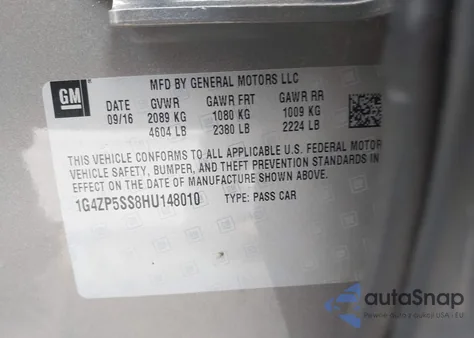 GM
MFD BY GENERAL MOTORS LLC
DATE GVWR GAWR FRT GAWR RR
09/16 2089 KG 1080 KG 1009 KG
4604 LB 2380 LB 2224 LB
THIS VEHICLE CONFORMS TO ALL APPLICABLE U.S. FEDERAL MOTOR
VEHICLE SAFETY, BUMPER, AND THEFT PREVENTION STANDARDS IN
EFFECT ON THE DATE OF MANUFACTURE SHOWN ABOVE.
1G4ZP5SS8HU148010 TYPE: PASS CAR
autoSnap